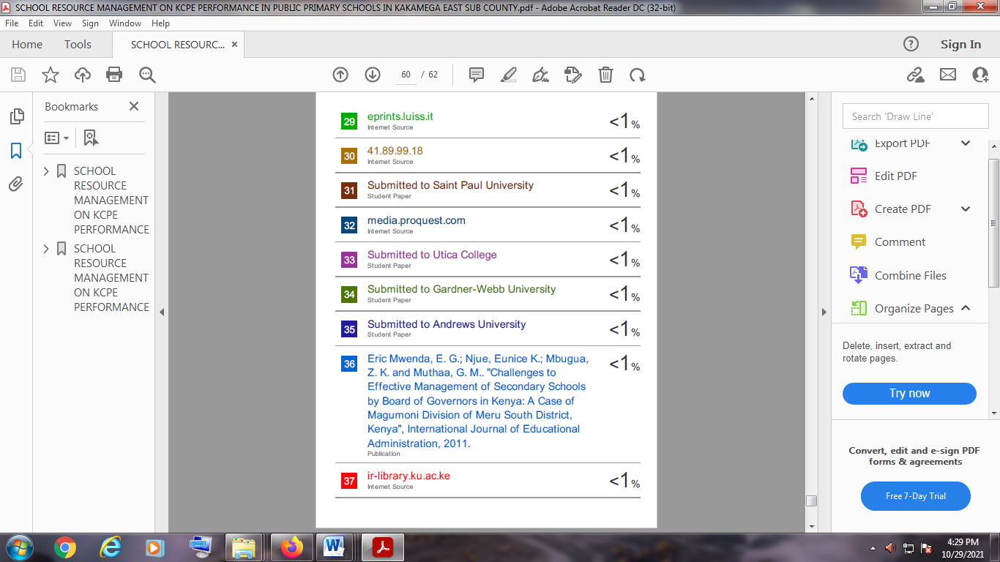 SCHOOL RESOURCE MANAGEMENT ON KCPE PERFORMANCE IN PUBLIC PRIMARY SCHOOLS IN KAKAMEGA EAST SUB COUNTY.pdf - Adobe Acrobat Reader DC (32-bit)
File Edit View Sign Window Help
Home Tools SCHOOL RESOURC... × ? Sign In
60 / 62
Bookmarks
SCHOOL
RESOURCE
MANAGEMENT
ON KCPE
PERFORMANCE
SCHOOL
RESOURCE
MANAGEMENT
ON KCPE
PERFORMANCE
29 eprints.luiss.it <1%
Internet Source
30 41.89.99.18 <1%
Internet Source
31 Submitted to Saint Paul University <1%
Student Paper
32 media.proquest.com <1%
Internet Source
33 Submitted to Utica College <1%
Student Paper
34 Submitted to Gardner-Webb University <1%
Student Paper
35 Submitted to Andrews University <1%
Student Paper
36 Eric Mwenda, E. G.; Njue, Eunice K.; Mbugua, <1%
Z. K. and Muthaa, G. M.. "Challenges to
Effective Management of Secondary Schools
by Board of Governors in Kenya: A Case of
Magumoni Division of Meru South District,
Kenya", International Journal of Educational
Administration, 2011.
Publication
37 ir-library.ku.ac.ke <1%
Internet Source
Search 'Draw Line'
Export PDF
Edit PDF
Create PDF
Comment
Combine Files
Organize Pages
Delete, insert, extract and
rotate pages.
Try now
Convert, edit and e-sign PDF
forms & agreements
Free 7-Day Trial
4:29 PM
10/29/2021